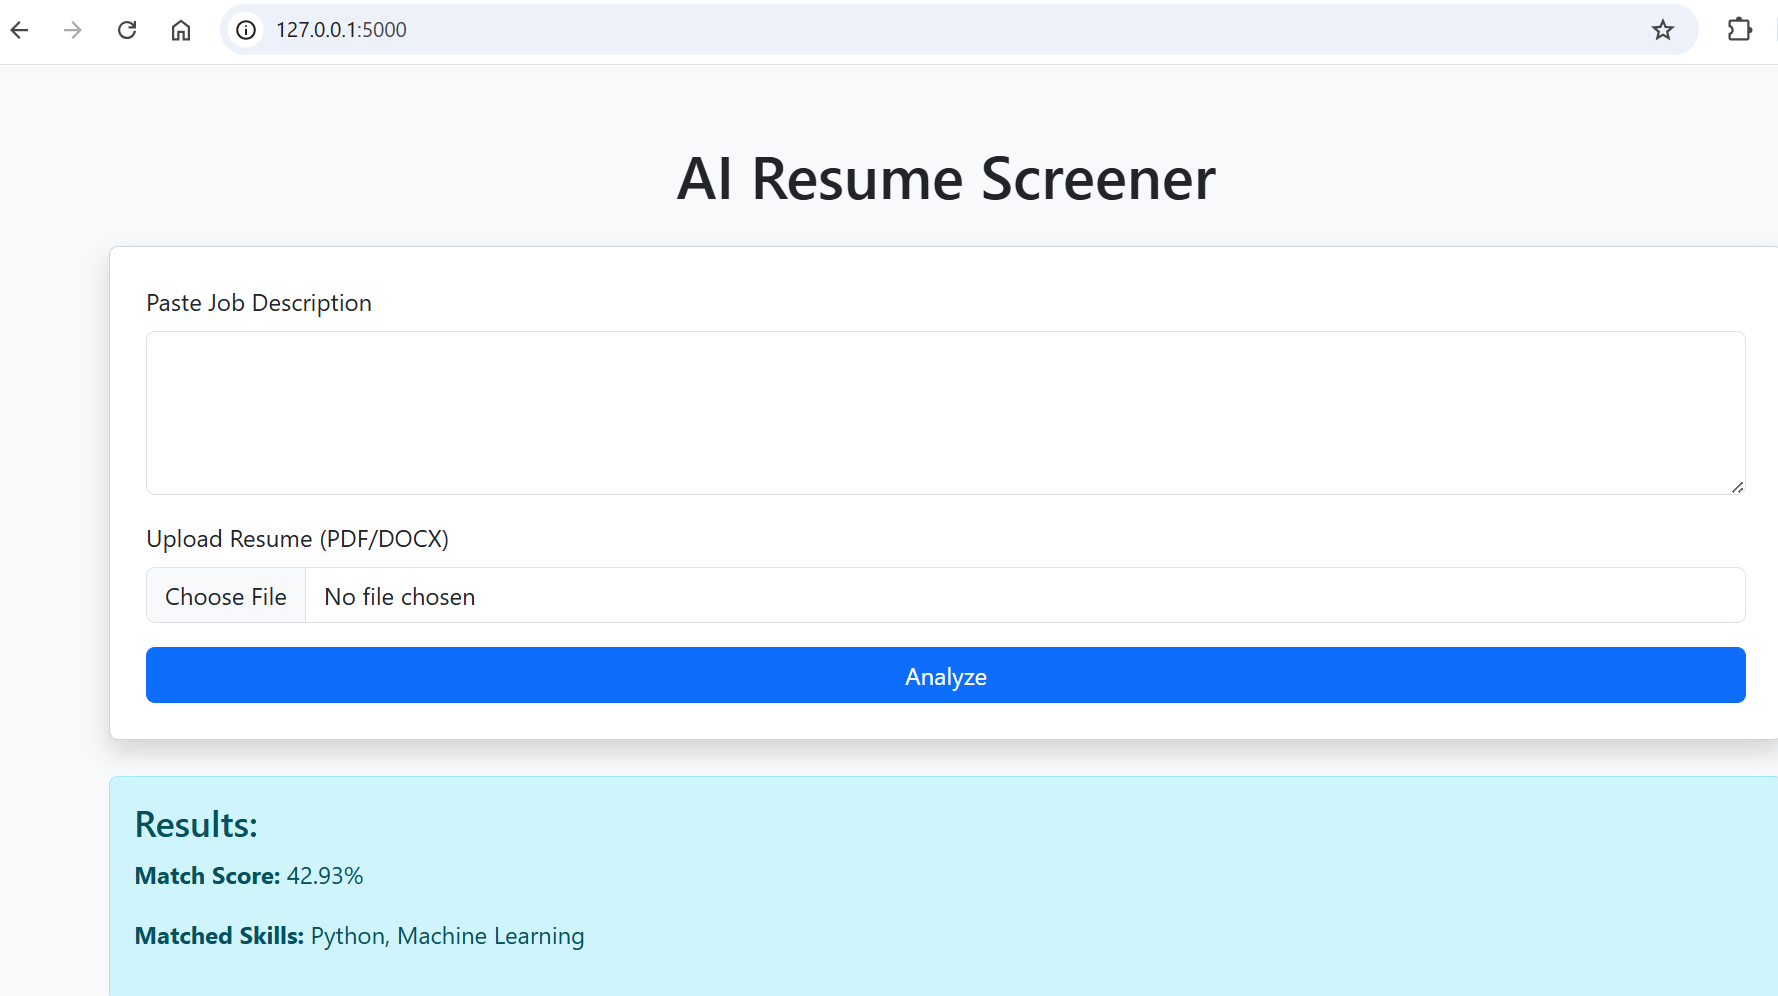 127.0.0.1:5000
AI Resume Screener
Paste Job Description
Upload Resume (PDF/DOCX)
Choose File No file chosen
Analyze
Results:
Match Score: 42.93%
Matched Skills: Python, Machine Learning